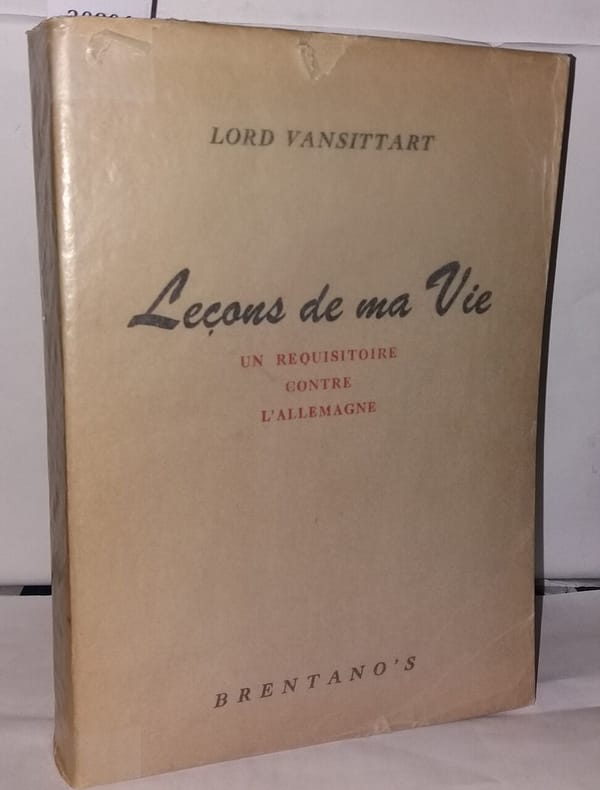 LORD VANSITTART
Leçons de ma Vie
UN REQUISITOIRE
CONTRE
L'ALLEMAGNE
BRENTANO'S